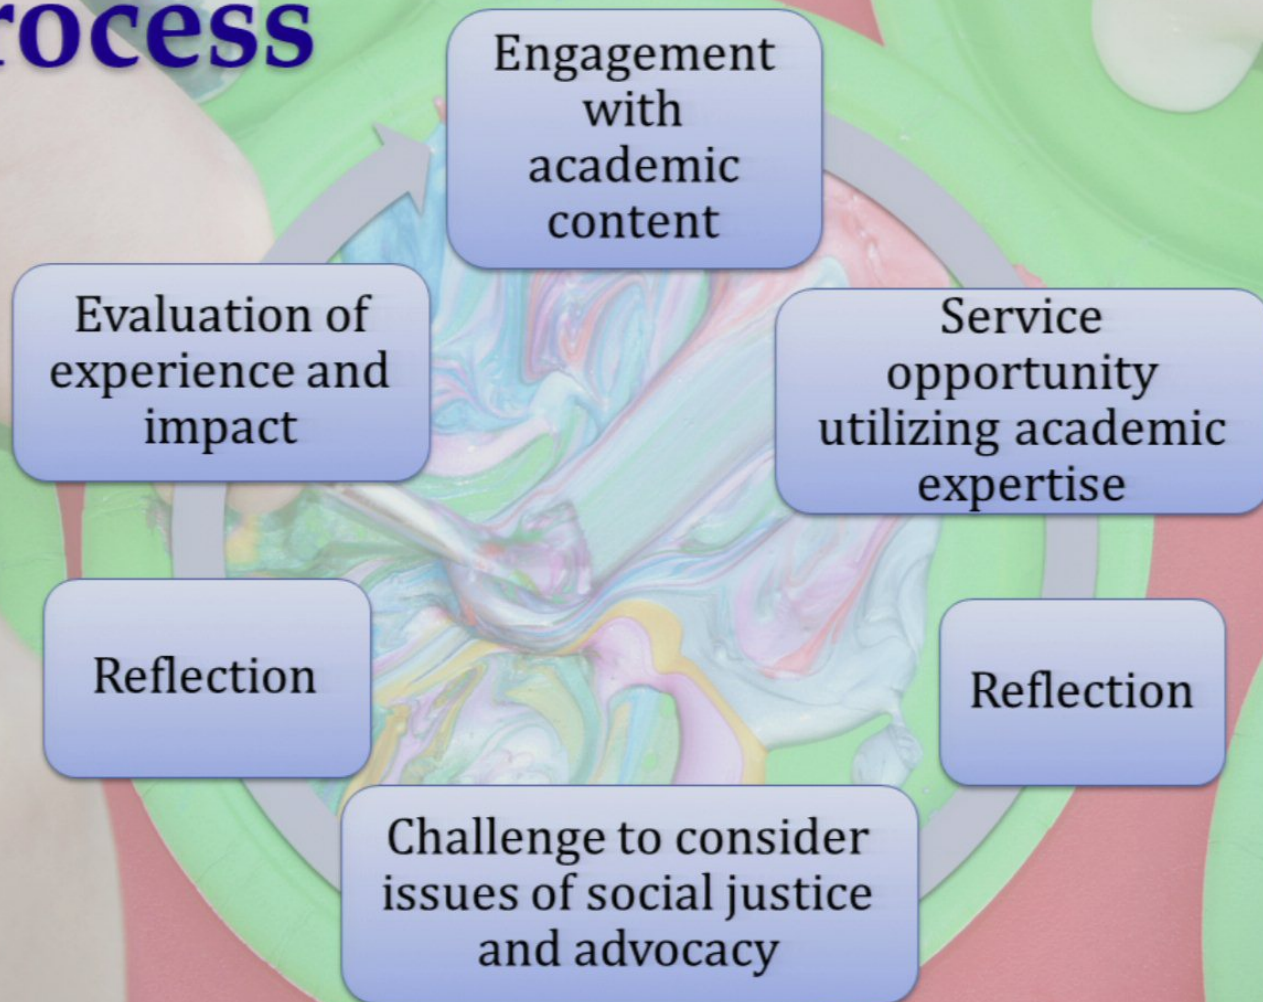 rocess
Engagement
with
academic
content
Service
opportunity
utilizing academic
expertise
Reflection
Challenge to consider
issues of social justice
and advocacy
Reflection
Evaluation of
experience and
impact